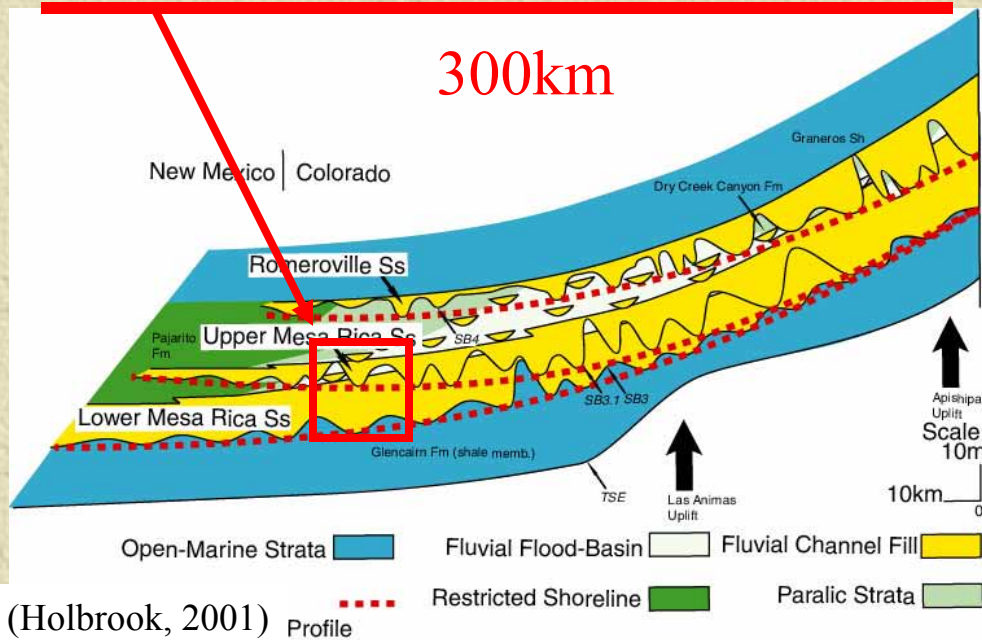 300km
Graneros Sh
New Mexico | Colorado
Dry Creek Canyon Fm
Romeroville Ss
Pajarito
Fm
Upper Mesa Rica Ss
SB4
Lower Mesa Rica Ss
SB3.1 SB3
Glencairn Fm (shale memb.)
TSE
Las Animas
Uplift
Apishipa
Uplift
Scale
10m
10km
0
Open-Marine Strata
Fluvial Flood-Basin
Fluvial Channel Fill
Restricted Shoreline
Paralic Strata
(Holbrook, 2001)
Profile